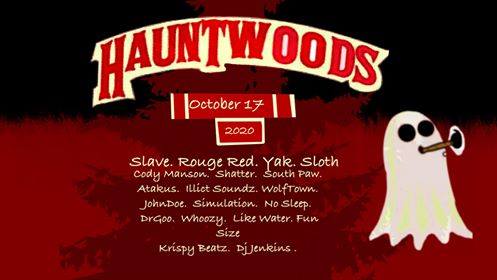 HAUNTWOODS
October 17
2020
Slave. Rouge Red. Yak. Sloth
Cody Manson. Shatter. South Paw.
Atakus. Illict Soundz. WolfTown.
JohnDoe. Simulation. No Sleep.
DrGoo. Whoozy. Like Water. Fun
Size
Krispy Beatz. Dj Jenkins .